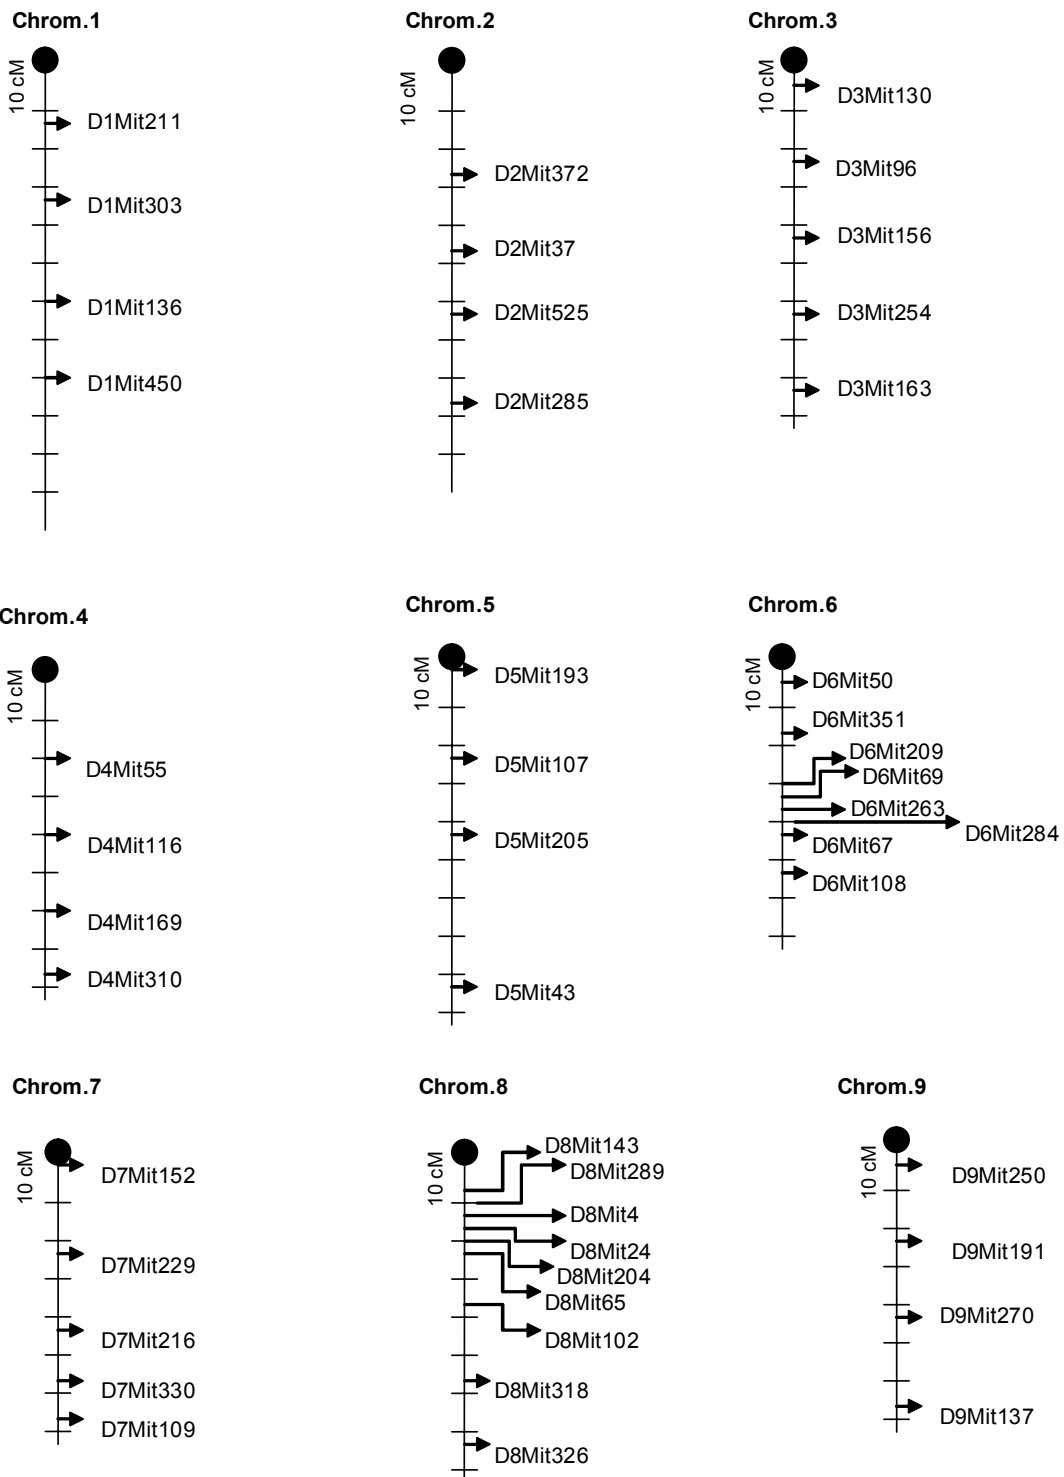 Chrom.1
10 cM
D1Mit211
D1Mit303
D1Mit136
D1Mit450
Chrom.2
10 cM
D2Mit372
D2Mit37
D2Mit525
D2Mit285
Chrom.3
10 cM
D3Mit130
D3Mit96
D3Mit156
D3Mit254
D3Mit163
Chrom.4
10 cM
D4Mit55
D4Mit116
D4Mit169
D4Mit310
Chrom.5
10 cM
D5Mit193
D5Mit107
D5Mit205
D5Mit43
Chrom.6
10 cM
D6Mit50
D6Mit351
D6Mit209
D6Mit69
D6Mit263
D6Mit284
D6Mit67
D6Mit108
Chrom.7
10 cM
D7Mit152
D7Mit229
D7Mit216
D7Mit330
D7Mit109
Chrom.8
10 cM
D8Mit143
D8Mit289
D8Mit4
D8Mit24
D8Mit204
D8Mit65
D8Mit102
D8Mit318
D8Mit326
Chrom.9
10 cM
D9Mit250
D9Mit191
D9Mit270
D9Mit137